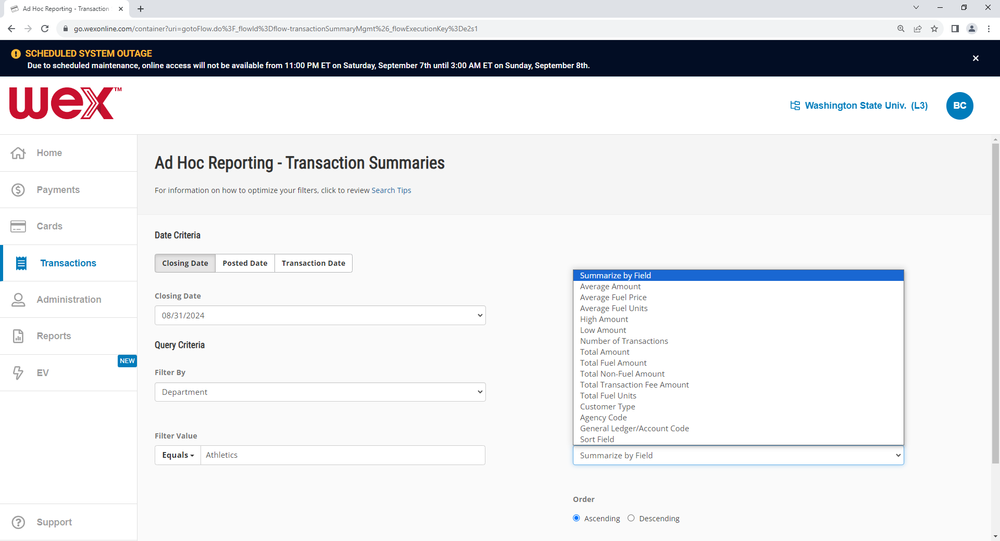 Ad Hoc Reporting - Transaction
go.wexonline.com/container?uri=gotoFlow.do%3F_flowId%3Dflow-transactionSummaryMgmt%26_flowExecutionKey%3De2s1
SCHEDULED SYSTEM OUTAGE
Due to scheduled maintenance, online access will not be available from 11:00 PM ET on Saturday, September 7th until 3:00 AM ET on Sunday, September 8th.
wex™
Washington State Univ. (L3)
BC
Home
Payments
Cards
Transactions
Administration
Reports
NEW
EV
Support
Ad Hoc Reporting - Transaction Summaries
For information on how to optimize your filters, click to review Search Tips
Date Criteria
Closing Date
Posted Date
Transaction Date
Closing Date
08/31/2024
Query Criteria
Filter By
Department
Filter Value
Equals
Athletics
Summarize by Field
Average Amount
Average Fuel Price
Average Fuel Units
High Amount
Low Amount
Number of Transactions
Total Amount
Total Fuel Amount
Total Non-Fuel Amount
Total Transaction Fee Amount
Total Fuel Units
Customer Type
Agency Code
General Ledger/Account Code
Sort Field
Summarize by Field
Order
Ascending
Descending